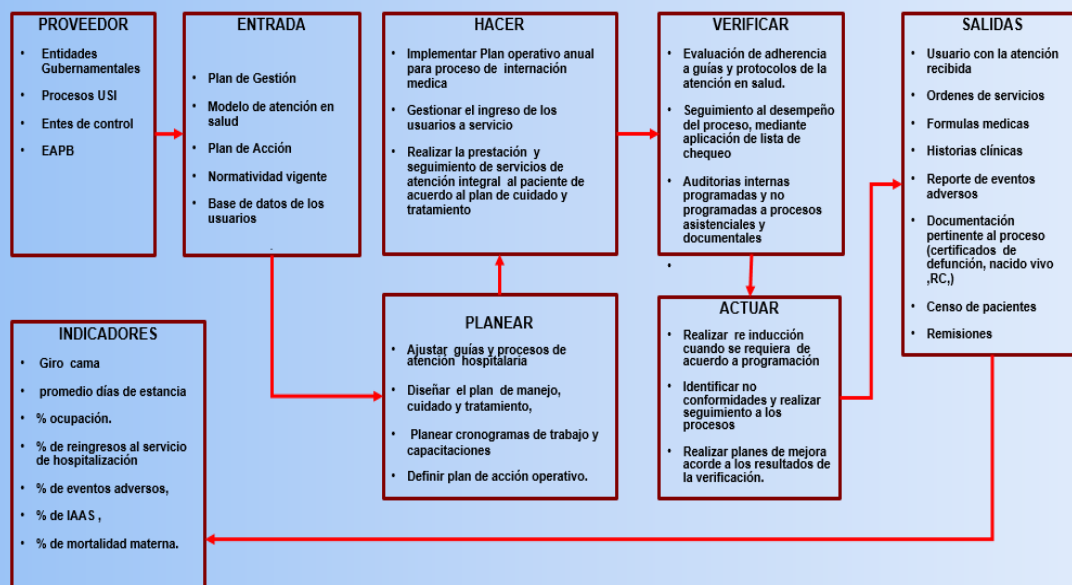 PROVEEDOR
• Entidades
Gubernamentales
• Procesos USI
• Entes de control
• EAPB
ENTRADA
• Plan de Gestión
• Modelo de atención en
salud
• Plan de Acción
• Normatividad vigente
• Base de datos de los
usuarios
.
HACER
• Implementar Plan operativo anual
para proceso de internación
medica
• Gestionar el ingreso de los
usuarios a servicio
• Realizar la prestación y
seguimiento de servicios de
atención integral al paciente de
acuerdo al plan de cuidado y
tratamiento
VERIFICAR
• Evaluación de adherencia
a guías y protocolos de la
atención en salud.
• Seguimiento al desempeño
del proceso, mediante
aplicación de lista de
chequeo
• Auditorias internas
programadas y no
programadas a procesos
asistenciales y
documentales
•
SALIDAS
• Usuario con la atención
recibida
• Ordenes de servicios
• Formulas medicas
• Historias clínicas
• Reporte de eventos
adversos
• Documentación
pertinente al proceso
(certificados de
defunción, nacido vivo
,RC,)
• Censo de pacientes
• Remisiones
INDICADORES
• Giro cama
• promedio días de estancia
• % ocupación.
• % de reingresos al servicio
de hospitalización
• % de eventos adversos,
• % de IAAS ,
• % de mortalidad materna.
PLANEAR
• Ajustar guías y procesos de
atención hospitalaria
• Diseñar el plan de manejo,
cuidado y tratamiento,
• Planear cronogramas de trabajo y
capacitaciones
• Definir plan de acción operativo.
ACTUAR
• Realizar re inducción
cuando se requiera de
acuerdo a programación
• Identificar no
conformidades y realizar
seguimiento a los
procesos
• Realizar planes de mejora
acorde a los resultados de
la verificación.